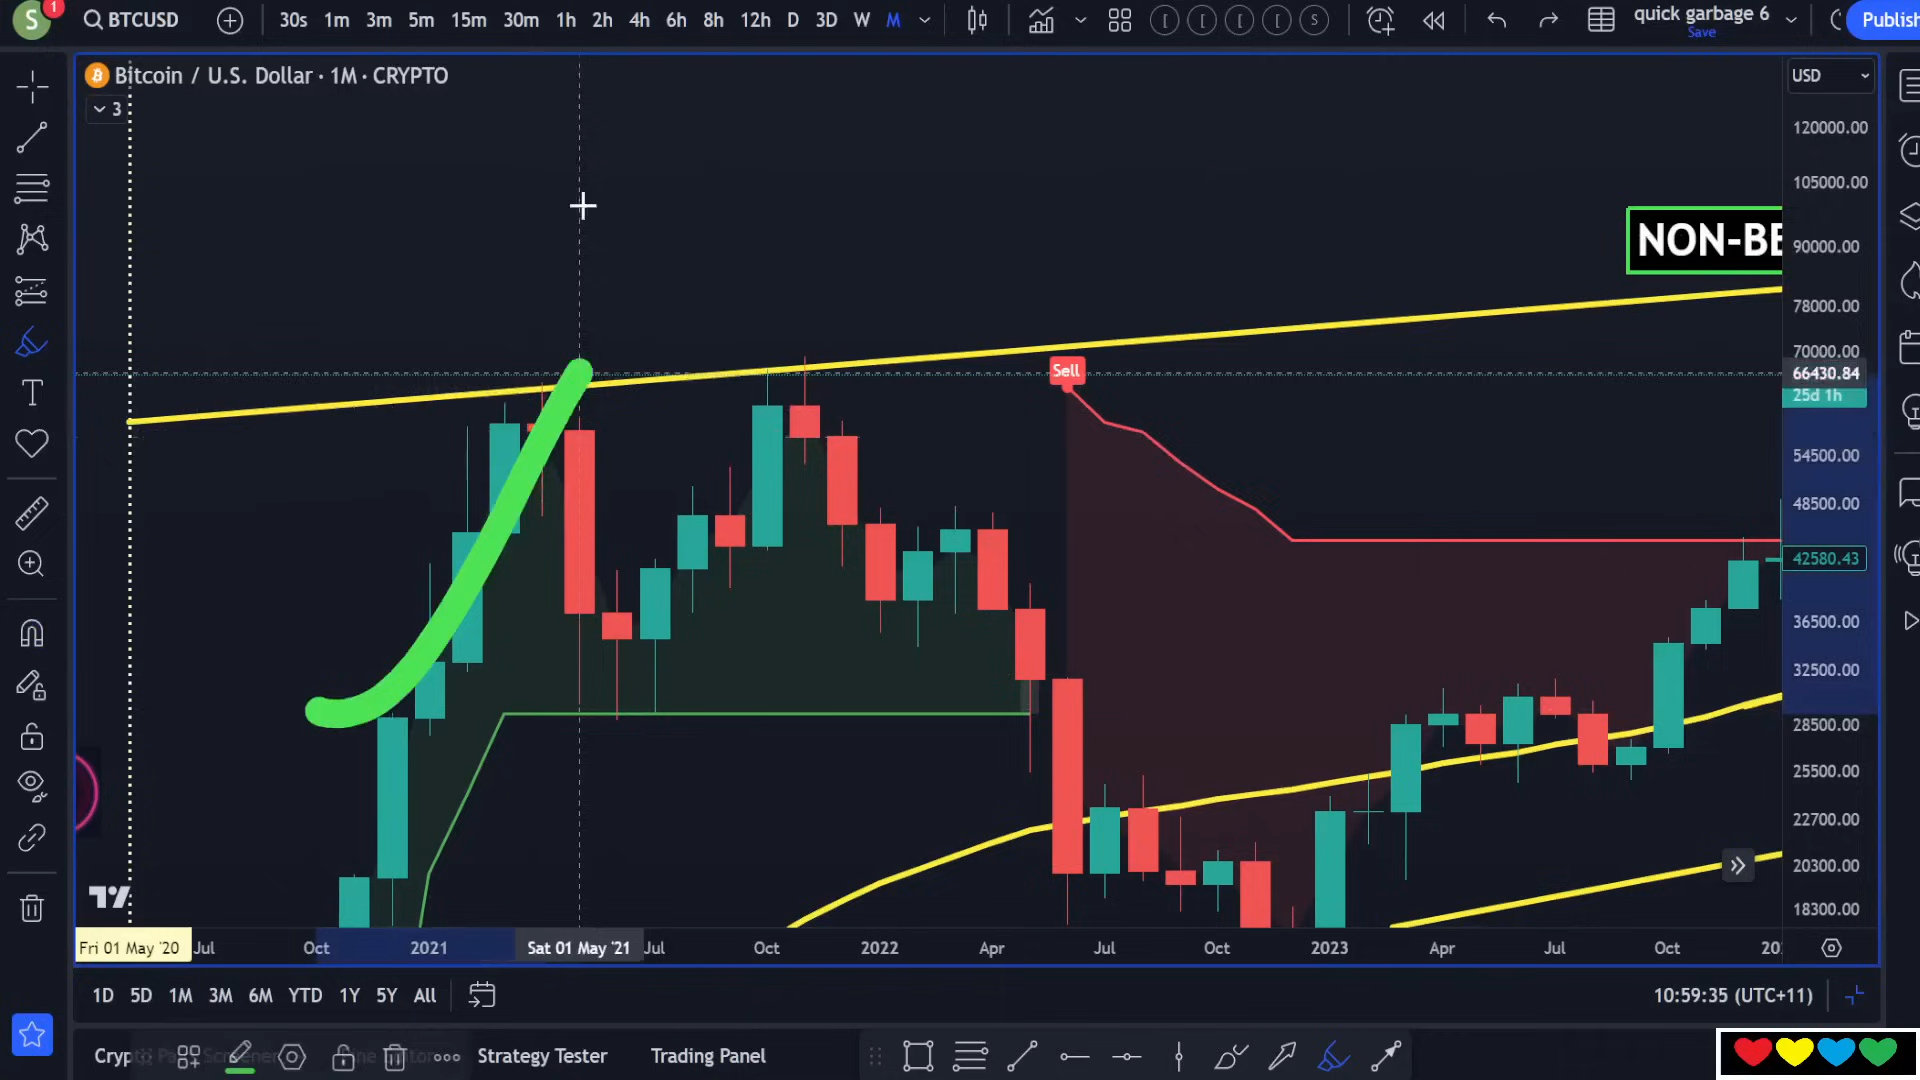 S 1 BTCUSD 30s 1m 3m 5m 15m 30m 1h 2h 4h 6h 8h 12h D 3D W M S quick garbage 6 Publish
Save
Bitcoin / U.S. Dollar · 1M · CRYPTO
USD
3
120000.00
105000.00
NON-BE
90000.00
78000.00
70000.00
Sell
66430.84
25d 1h
54500.00
48500.00
42580.43
36500.00
32500.00
28500.00
25500.00
22700.00
20300.00
18300.00
Fri 01 May '20 Jul Oct 2021 Sat 01 May '21 Jul Oct 2022 Apr Jul Oct 2023 Apr Jul Oct
1D 5D 1M 3M 6M YTD 1Y 5Y All
10:59:35 (UTC+11)
Strategy Tester Trading Panel